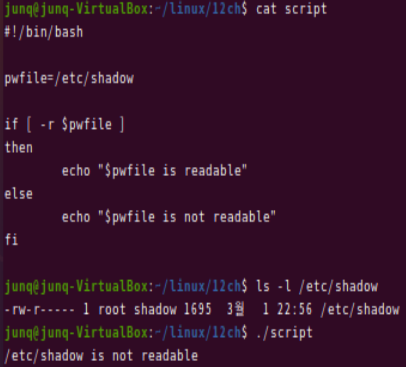 junq@junq-VirtualBox:~/linux/12ch$ cat script
#!/bin/bash

pwfile=/etc/shadow

if [ -r $pwfile ]
then
        echo "$pwfile is readable"
else
        echo "$pwfile is not readable"
fi

junq@junq-VirtualBox:~/linux/12ch$ ls -l /etc/shadow
-rw-r----- 1 root shadow 1695  3월   1 22:56 /etc/shadow
junq@junq-VirtualBox:~/linux/12ch$ ./script
/etc/shadow is not readable